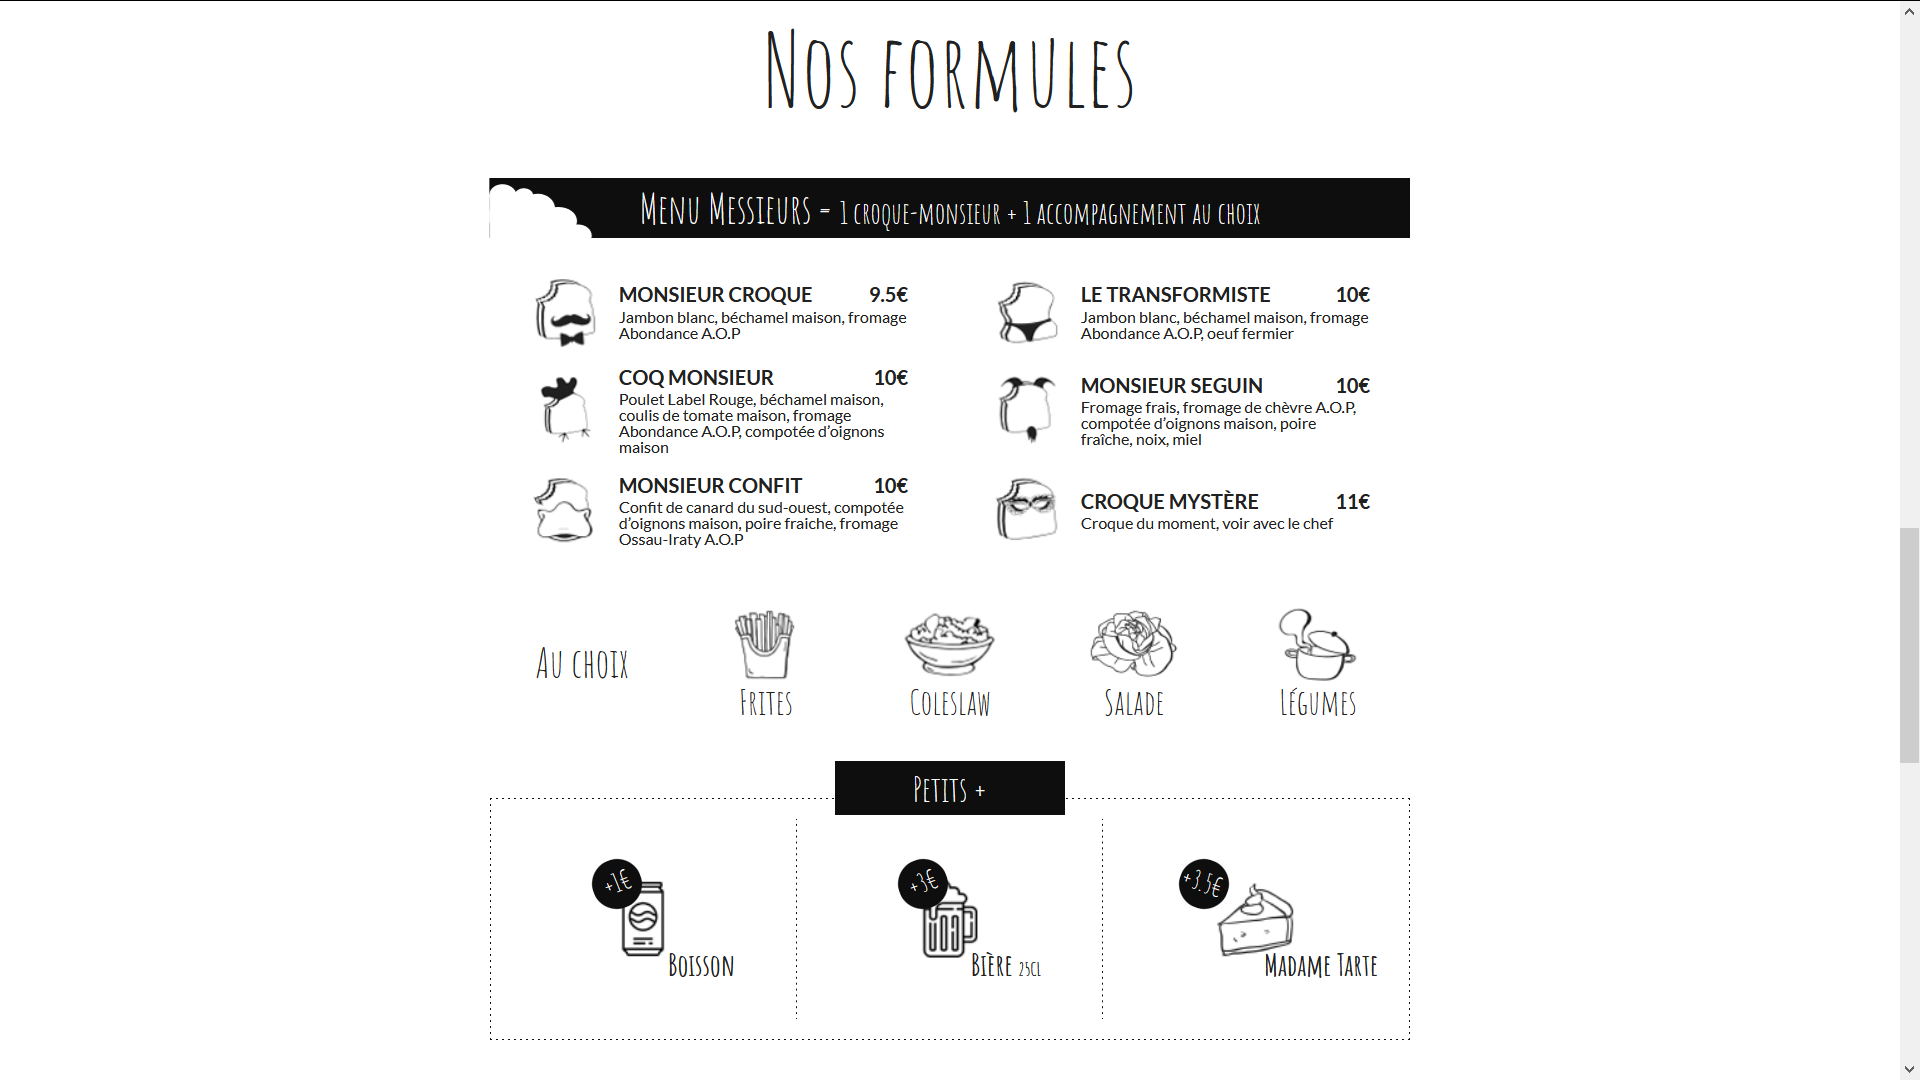 Nos formules
Menu Messieurs - 1 croque-monsieur + 1 accompagnement au choix
MONSIEUR CROQUE 9.5€
Jambon blanc, béchamel maison, fromage
Abondance A.O.P
LE TRANSFORMISTE 10€
Jambon blanc, béchamel maison, fromage
Abondance A.O.P, oeuf fermier
COQ MONSIEUR 10€
Poulet Label Rouge, béchamel maison,
coulis de tomate maison, fromage
Abondance A.O.P, compotée d’oignons
maison
MONSIEUR SEGUIN 10€
Fromage frais, fromage de chèvre A.O.P,
compotée d’oignons maison, poire
fraîche, noix, miel
MONSIEUR CONFIT 10€
Confit de canard du sud-ouest, compotée
d’oignons maison, poire fraiche, fromage
Ossau-Iraty A.O.P
CROQUE MYSTÈRE 11€
Croque du moment, voir avec le chef
Au choix
Frites
Coleslaw
Salade
Légumes
Petits +
+1€
Boisson
+3€
Bière 25cl
+3.5€
Madame Tarte